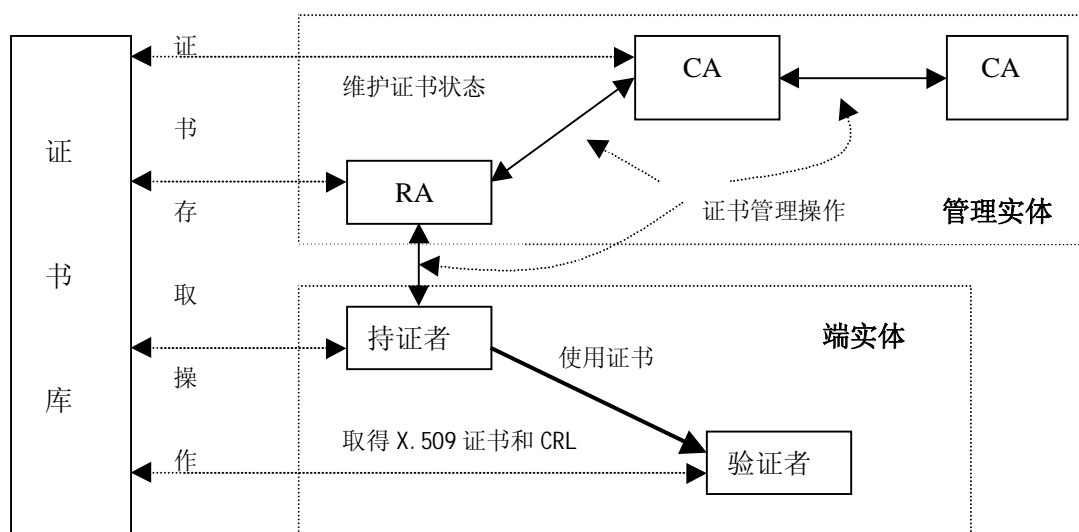 证书库
证书存取操作
CA
CA
维护证书状态
RA
证书管理操作
管理实体
持证者
端实体
使用证书
取得 X.509 证书和 CRL
验证者